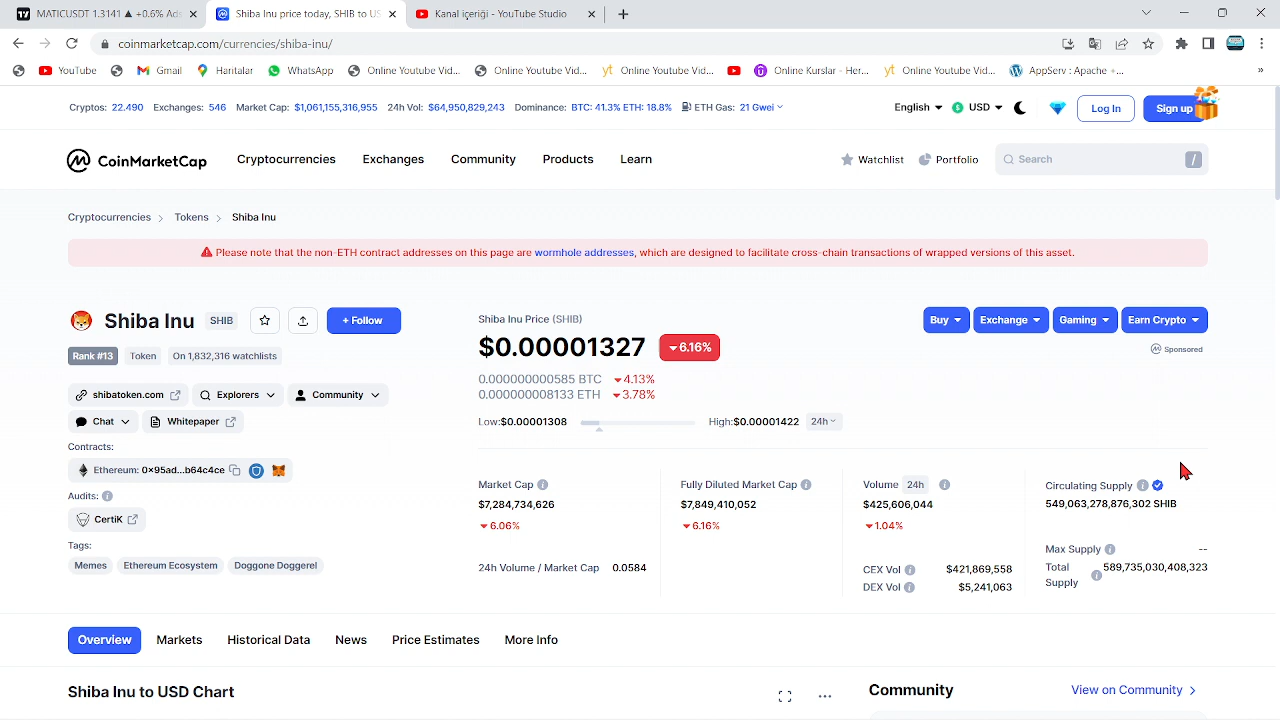 MATICUSDT 1.3141 ▲ +0.6% Ad
Shiba Inu price today, SHIB to US
Kanal içeriği - YouTube Studio
coinmarketcap.com/currencies/shiba-inu/
YouTube
Gmail
Haritalar
WhatsApp
Online Youtube Vid...
Online Youtube Vid...
Online Youtube Vid...
Online Kurslar - Her...
Online Youtube Vid...
AppServ : Apache +...
Cryptos: 22.490 Exchanges: 546 Market Cap: $1,061,155,316,955 24h Vol: $64,950,829,243 Dominance: BTC: 41.3% ETH: 18.8% ETH Gas: 21 Gwei
English USD Log In Sign up
CoinMarketCap Cryptocurrencies Exchanges Community Products Learn Watchlist Portfolio Search /
Cryptocurrencies > Tokens > Shiba Inu
Please note that the non-ETH contract addresses on this page are wormhole addresses, which are designed to facilitate cross-chain transactions of wrapped versions of this asset.
Shiba Inu SHIB + Follow
Rank #13 Token On 1,832,316 watchlists
shibatoken.com Explorers Community
Chat Whitepaper
Contracts:
Ethereum: 0x95ad...b64c4ce
Audits:
CertiK
Tags:
Memes Ethereum Ecosystem Doggone Doggerel
Shiba Inu Price (SHIB)
$0.00001327 6.16%
0.000000000585 BTC 4.13%
0.000000008133 ETH 3.78%
Low:$0.00001308 High:$0.00001422 24h
Buy Exchange Gaming Earn Crypto
Sponsored
Market Cap
$7,284,734,626
6.06%
24h Volume / Market Cap 0.0584
Fully Diluted Market Cap
$7,849,410,052
6.16%
Volume 24h
$425,606,044
1.04%
CEX Vol $421,869,558
DEX Vol $5,241,063
Circulating Supply
549,063,278,876,302 SHIB
Max Supply --
Total Supply 589,735,030,408,323
Overview Markets Historical Data News Price Estimates More Info
Shiba Inu to USD Chart
Community View on Community >